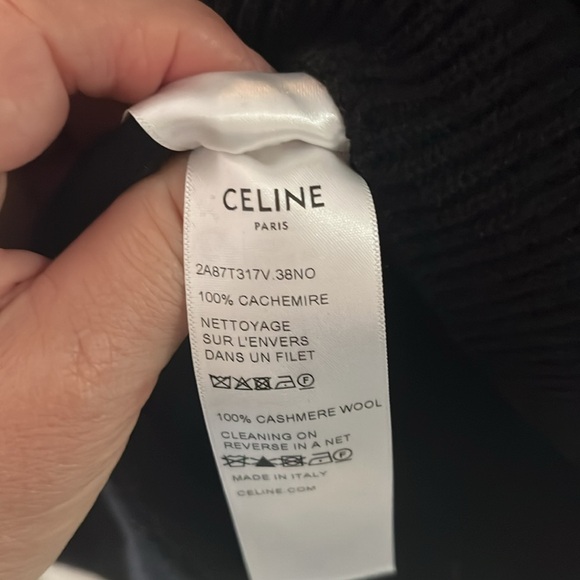 CELINE
PARIS
2A87T317V.38NO
100% CACHEMIRE
NETTOYAGE
SUR L'ENVERS
DANS UN FILET
100% CASHMERE WOOL
CLEANING ON
REVERSE IN A NET
MADE IN ITALY
CELINE.COM